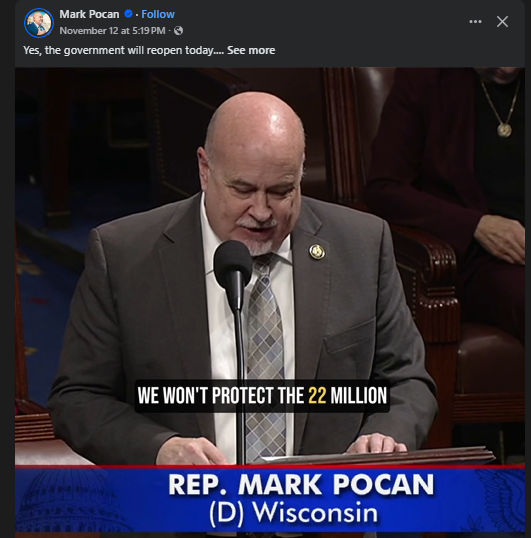 Mark Pocan · Follow
November 12 at 5:19 PM ·
Yes, the government will reopen today.... See more
WE WON'T PROTECT THE 22 MILLION
REP. MARK POCAN
(D) Wisconsin